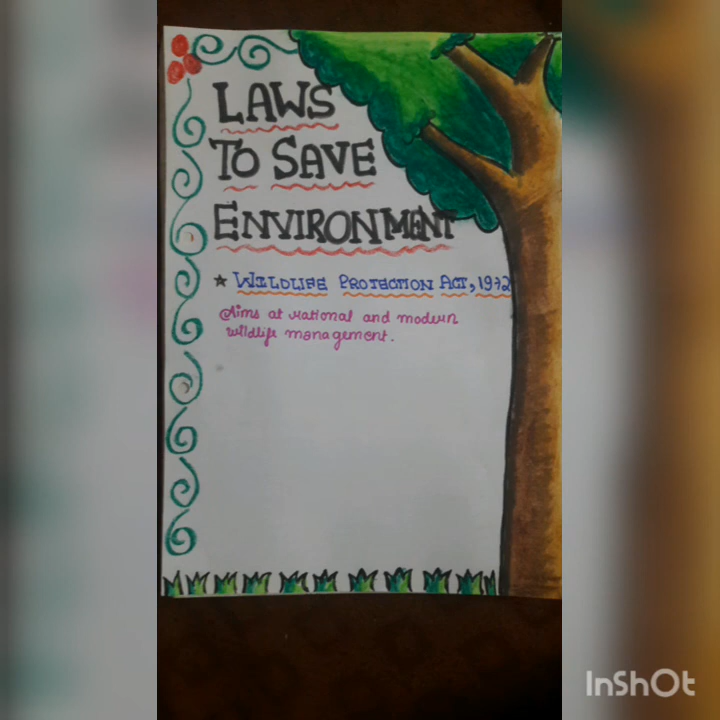 LAWS
TO SAVE
ENVIRONMENT
★ WILDLIFE PROTECTION ACT, 1972
Aims at rational and modern
wildlife management.
InShOt